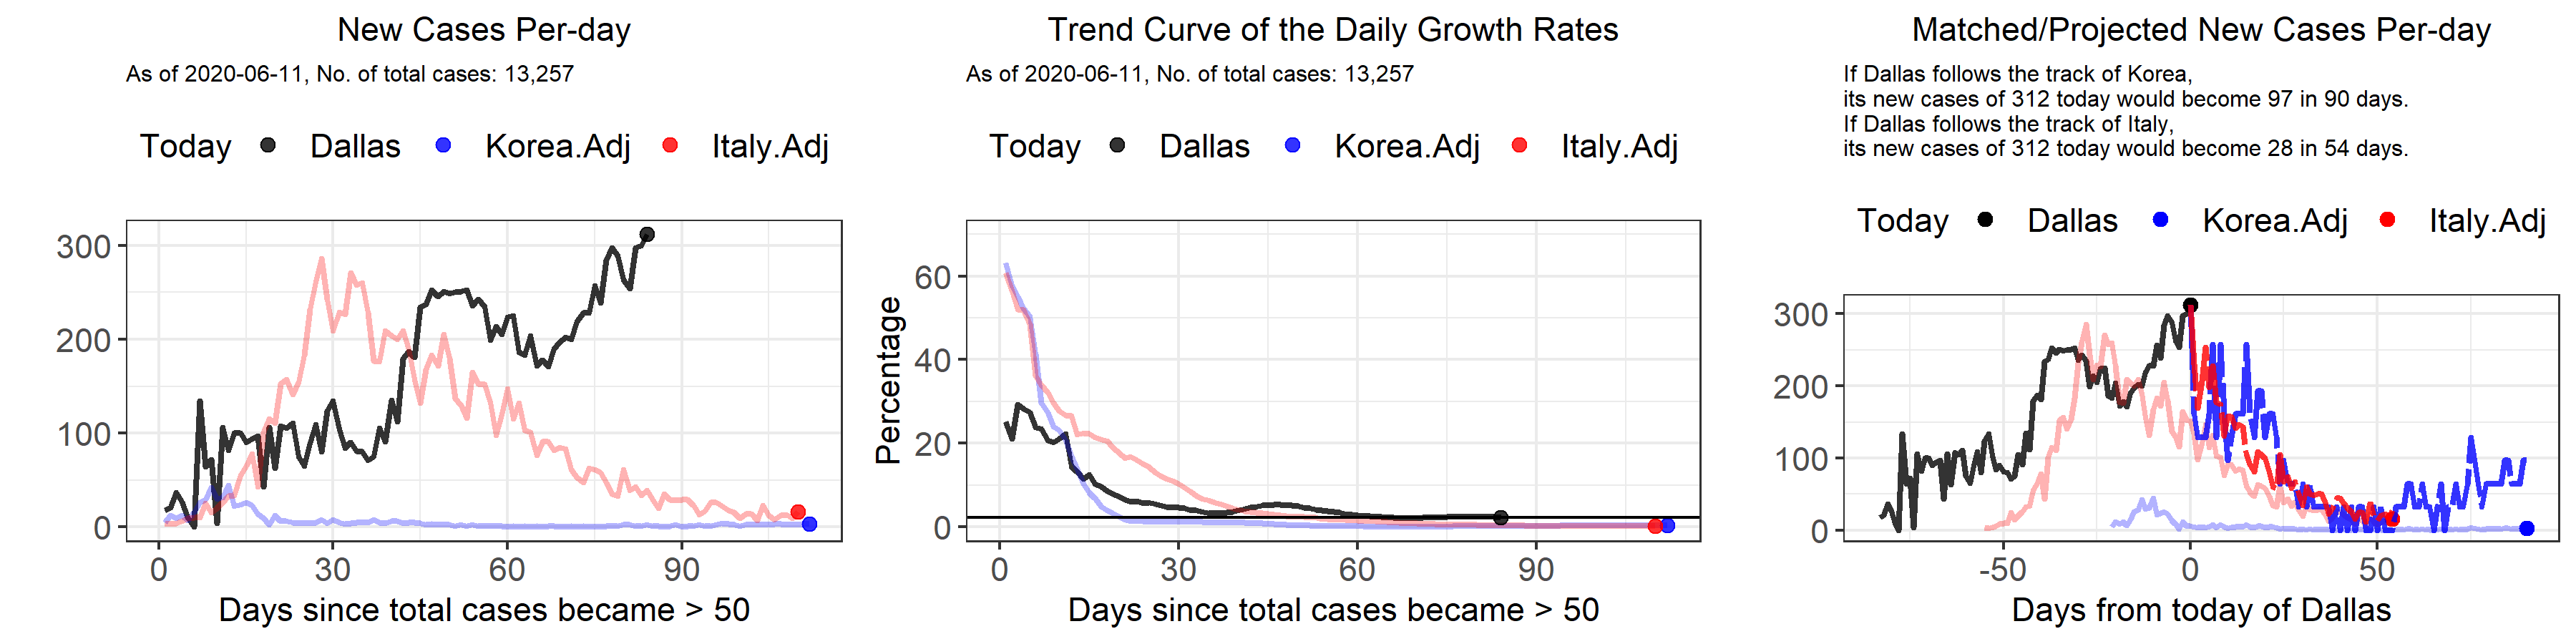 New Cases Per-day
As of 2020-06-11, No. of total cases: 13,257
Today Dallas Korea.Adj Italy.Adj
300
200
100
0
0 30 60 90
Days since total cases became > 50
Trend Curve of the Daily Growth Rates
As of 2020-06-11, No. of total cases: 13,257
Today Dallas Korea.Adj Italy.Adj
Percentage
60
40
20
0
0 30 60 90
Days since total cases became > 50
Matched/Projected New Cases Per-day
If Dallas follows the track of Korea,
its new cases of 312 today would become 97 in 90 days.
If Dallas follows the track of Italy,
its new cases of 312 today would become 28 in 54 days.
Today Dallas Korea.Adj Italy.Adj
300
200
100
0
-50 0 50
Days from today of Dallas